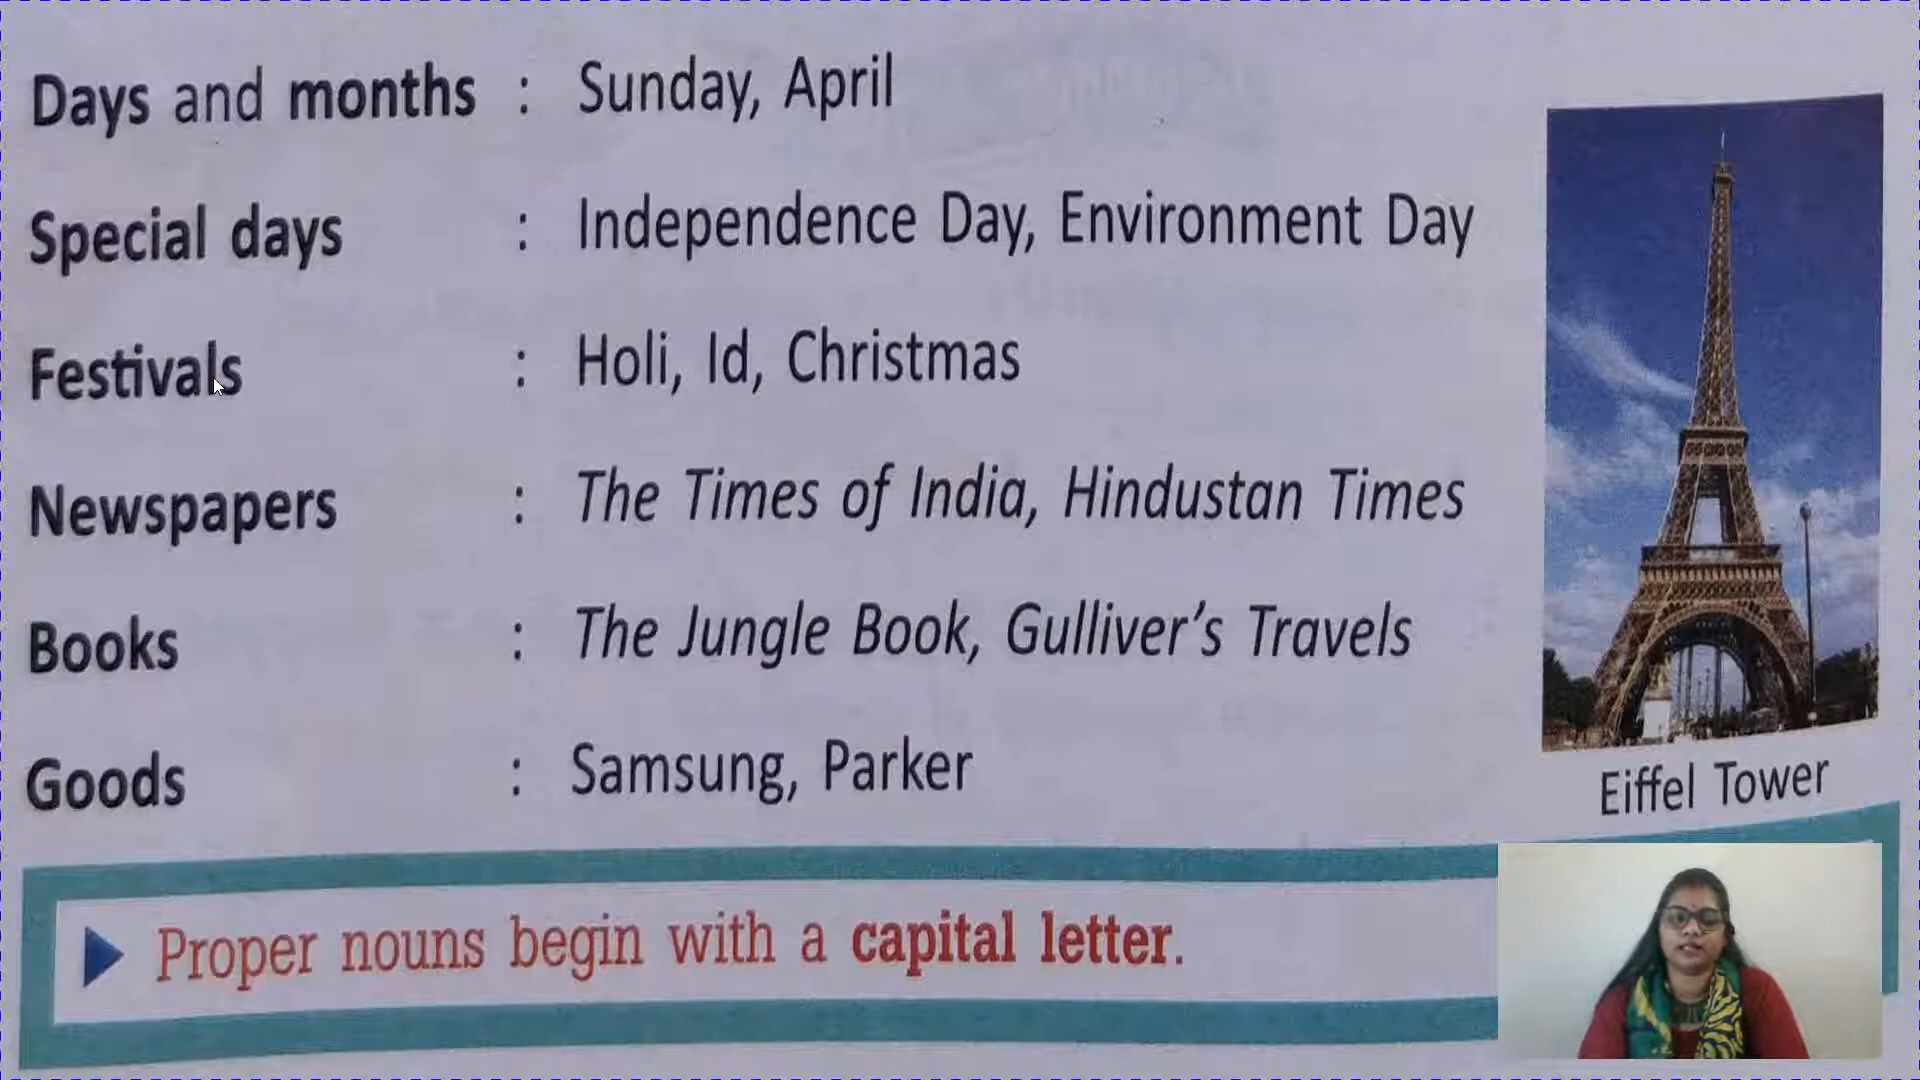 Days and months : Sunday, April
Special days : Independence Day, Environment Day
Festivals : Holi, Id, Christmas
Newspapers : The Times of India, Hindustan Times
Books : The Jungle Book, Gulliver's Travels
Goods : Samsung, Parker
Eiffel Tower
Proper nouns begin with a capital letter.